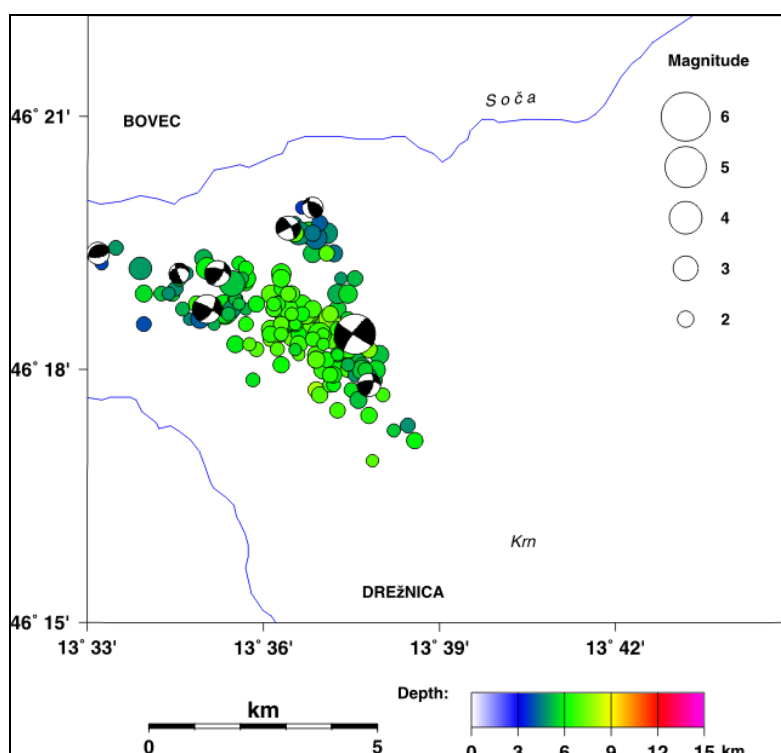 Magnitude
Soča
46° 21'
BOVEC
6
5
4
3
2
46° 18'
Krn
DREžNICA
46° 15'
13° 33'
13° 36'
13° 39'
13° 42'
Depth:
km
0
5
0
3
6
9
12
15 km